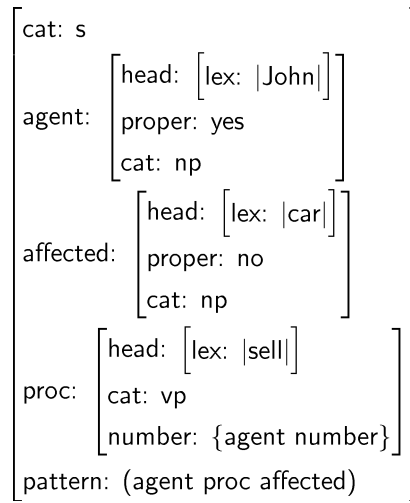 cat: s
agent: head: [lex: |John|]
proper: yes
cat: np
affected: head: [lex: |car|]
proper: no
cat: np
proc: head: [lex: |sell|]
cat: vp
number: {agent number}
pattern: (agent proc affected)